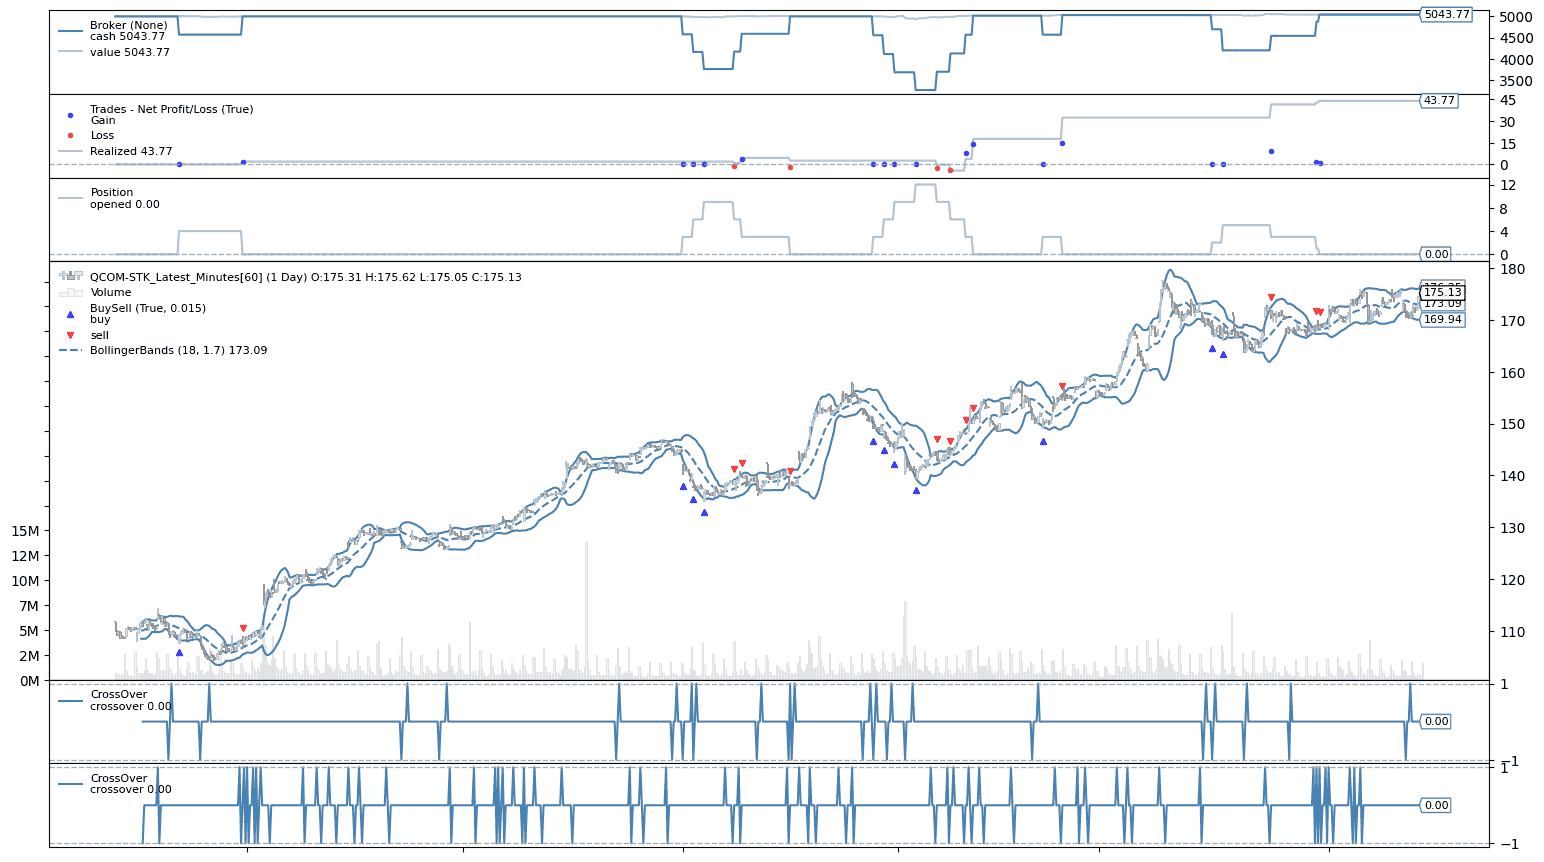 Broker (None)
cash 5043.77
value 5043.77
5043.77
5000
4500
4000
3500
Trades - Net Profit/Loss (True)
Gain
Loss
Realized 43.77
43.77
45
30
15
0
Position
opened 0.00
12
8
4
0
0.00
QCOM-STK_Latest_Minutes[60] (1 Day) O:175.31 H:175.62 L:175.05 C:175.13
Volume
BuySell (True, 0.015)
buy
sell
BollingerBands (18, 1.7) 173.09
180
175.13
173.09
169.94
170
160
150
140
130
120
110
15M
12M
10M
7M
5M
2M
0M
CrossOver
crossover 0.00
1
0.00
−1
CrossOver
crossover 0.00
1
0.00
−1